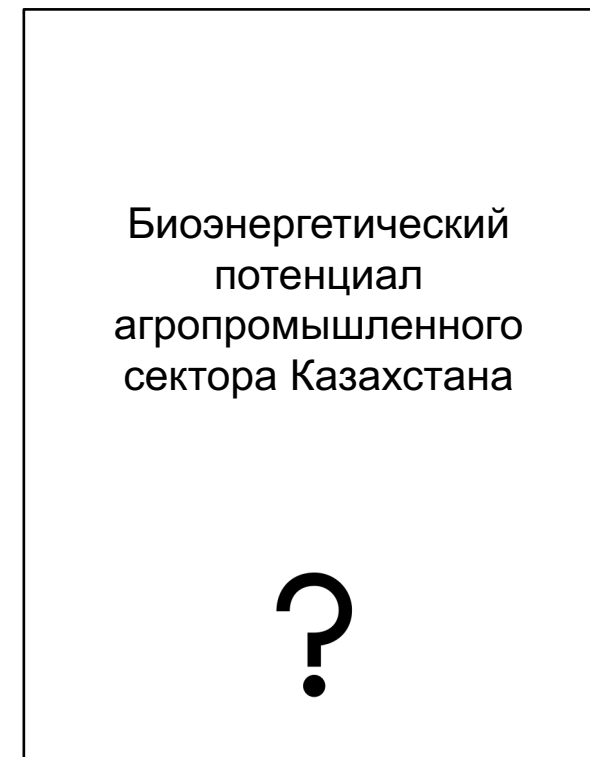 Биоэнергетический
потенциал
агропромышленного
сектора Казахстана
?